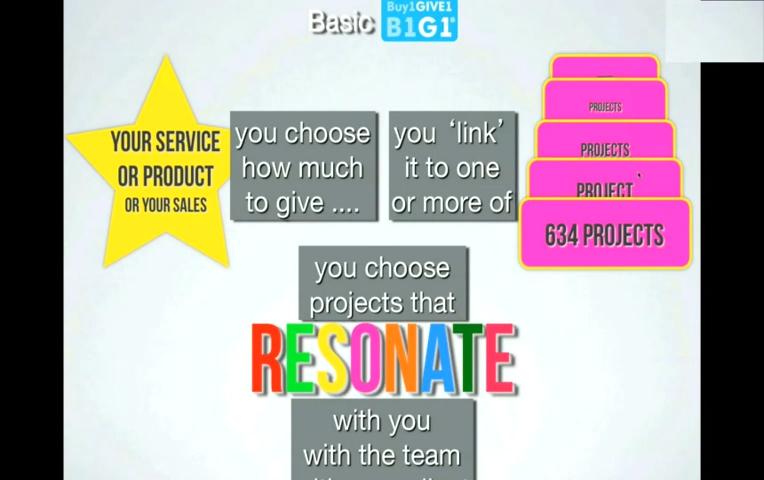 Basic
Buy1GIVE1
B1G1®
YOUR SERVICE
OR PRODUCT
OR YOUR SALES
you choose
how much
to give ....
you ‘link’
it to one
or more of
PROJECTS
PROJECTS
PROJECT
634 PROJECTS
you choose
projects that
RESONATE
with you
with the team